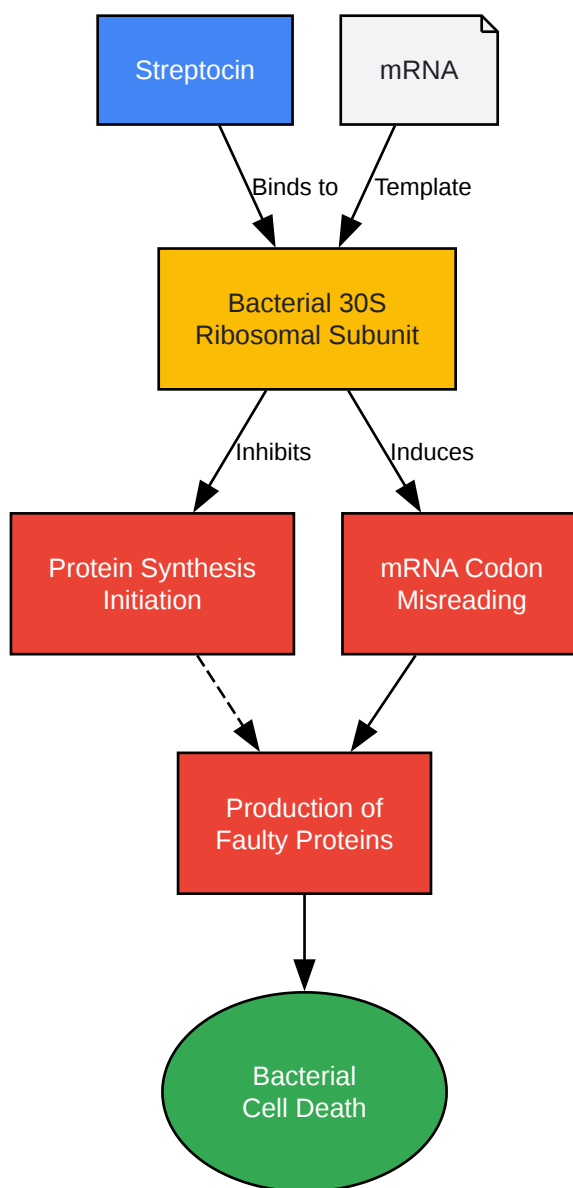 Streptocin
mRNA
Binds to
Template
Bacterial 30S
Ribosomal Subunit
Inhibits
Induces
Protein Synthesis
Initiation
mRNA Codon
Misreading
Production of
Faulty Proteins
Bacterial
Cell Death